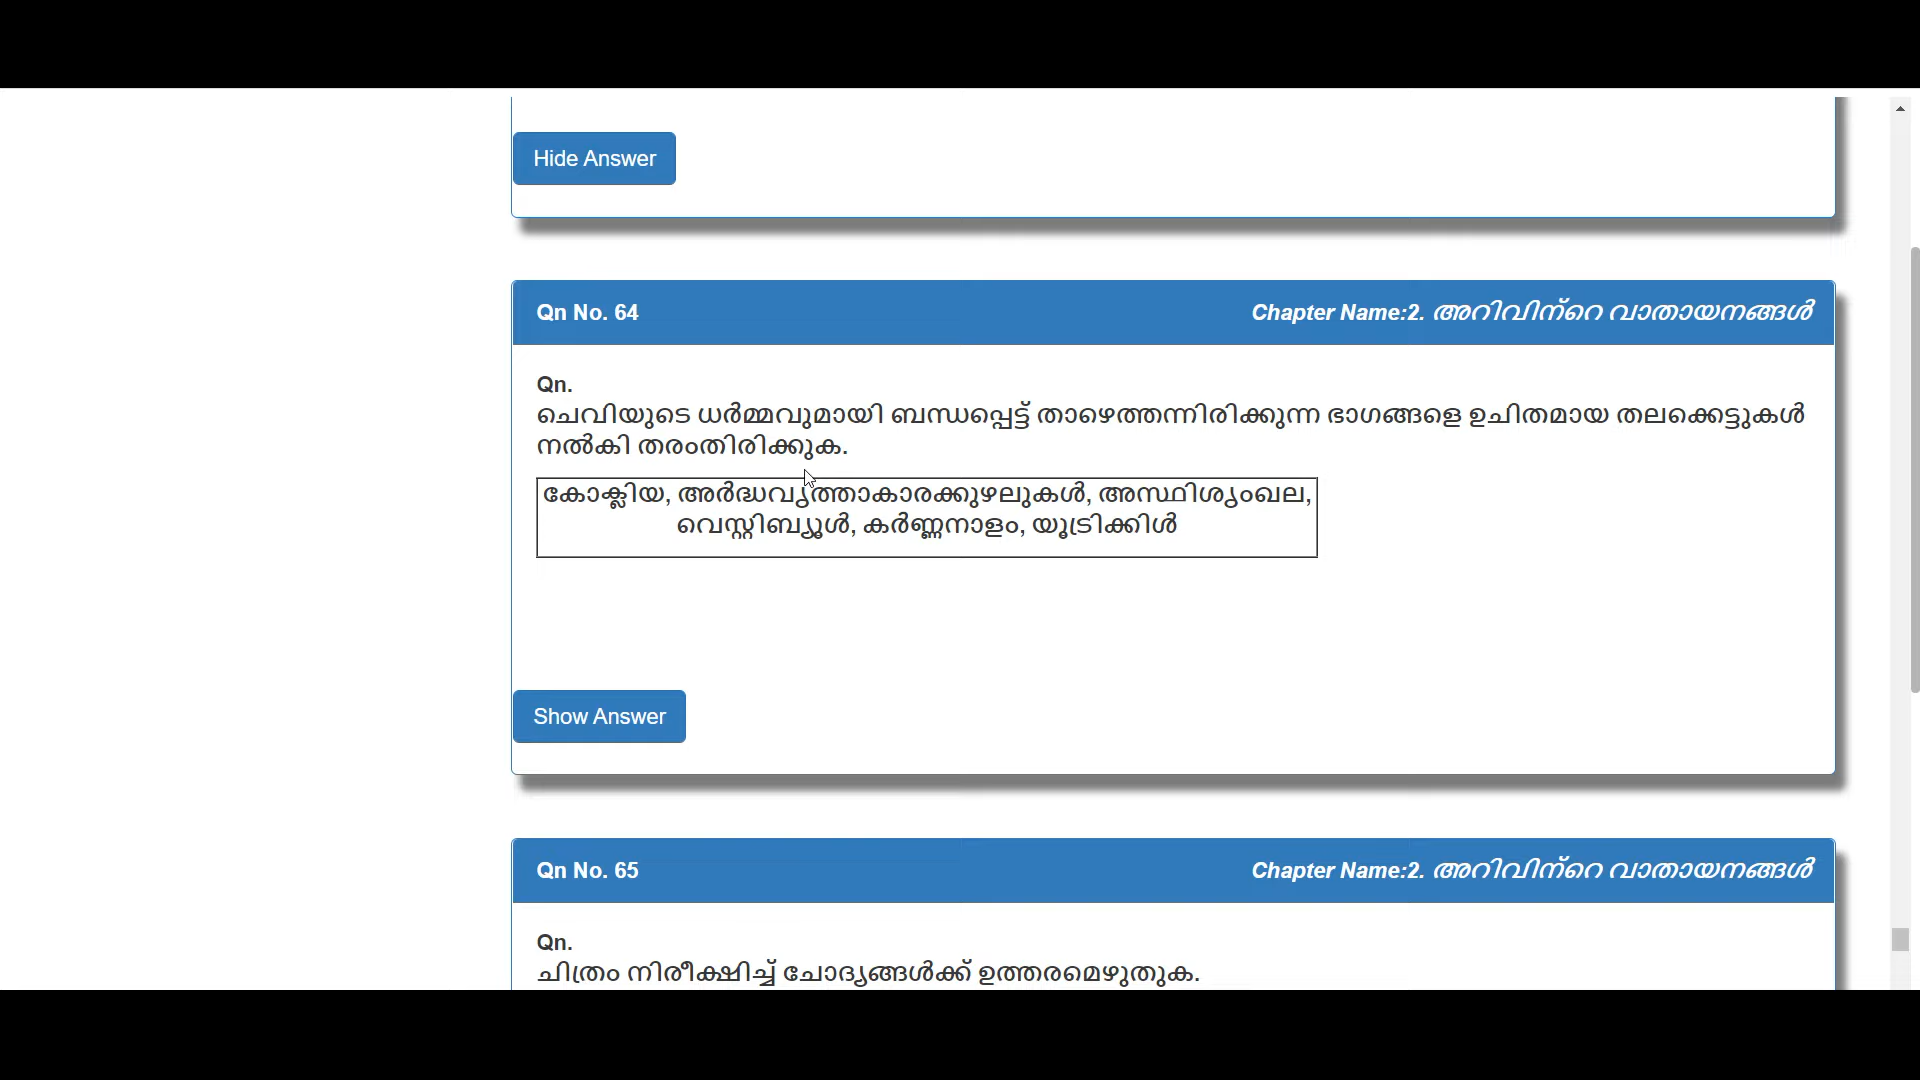 Hide Answer
Qn No. 64
Chapter Name:2. അറിവിന്റെ വാതായനങ്ങൾ
Qn.
ചെവിയുടെ ധർമ്മവുമായി ബന്ധപ്പെട്ട് താഴെത്തന്നിരിക്കുന്ന ഭാഗങ്ങളെ ഉചിതമായ തലക്കെട്ടുകൾ
നൽകി തരംതിരിക്കുക.
കോക്ലിയ, അർദ്ധവൃത്താകാരക്കുഴലുകൾ, അസ്ഥിശൃംഖല,
വെസ്റ്റിബ്യൂൾ, കർണ്ണനാളം, യൂട്രിക്കിൾ
Show Answer
Qn No. 65
Chapter Name:2. അറിവിന്റെ വാതായനങ്ങൾ
Qn.
ചിത്രം നിരീക്ഷിച്ച് ചോദ്യങ്ങൾക്ക് ഉത്തരമെഴുതുക.